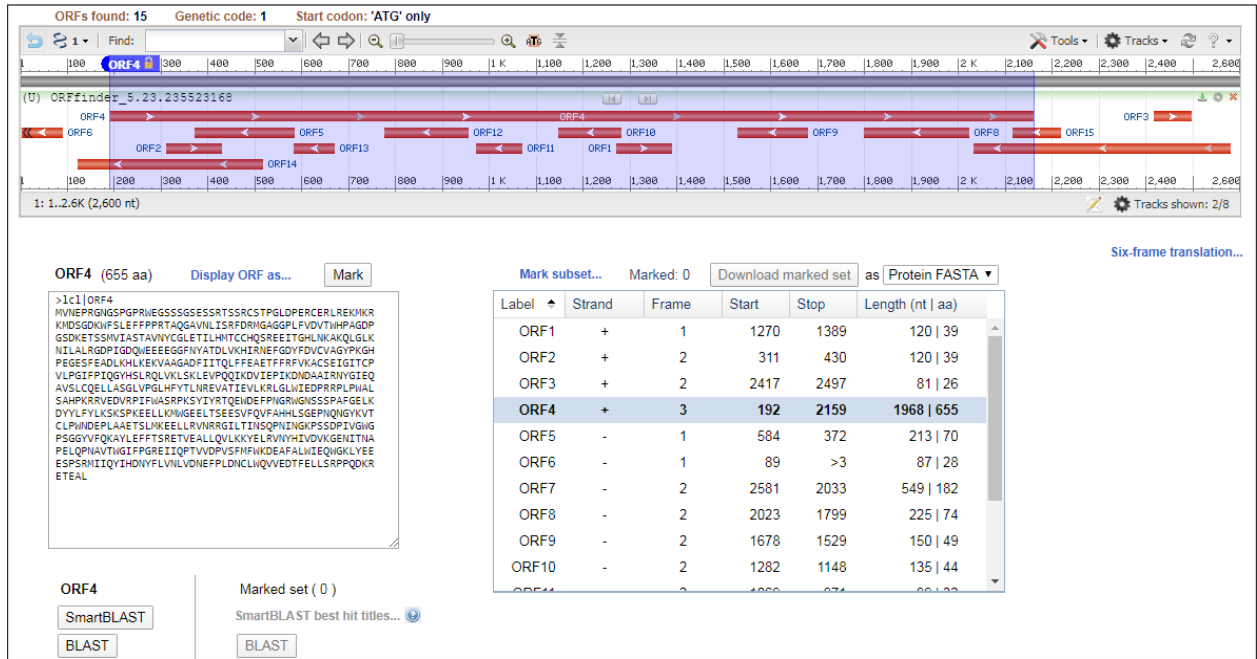 ORFs found: 15 Genetic code: 1 Start codon: 'ATG' only
1 Find: Tools Tracks ?
100 ORF4 300 400 500 600 700 800 900 1 K 1,100 1,200 1,300 1,400 1,500 1,600 1,700 1,800 1,900 2 K 2,100 2,200 2,300 2,400 2,600
(U) ORFfinder_5.23.235523168
ORF4 ORF4 ORF3
ORF6 ORF5 ORF12 ORF10 ORF9 ORF8 ORF15
ORF2 ORF13 ORF11 ORF1
ORF14
100 200 300 400 500 600 700 800 900 1 K 1,100 1,200 1,300 1,400 1,500 1,600 1,700 1,800 1,900 2 K 2,100 2,200 2,300 2,400 2,600
1: 1..2.6K (2,600 nt) Tracks shown: 2/8
Six-frame translation...
ORF4 (655 aa) Display ORF as... Mark
>lcl|ORF4
MVNEPRGNGSPGPRWEGSSSGSESSRTSSRCSTPGLDPERCERLREKMKR
KMDSGDKWFSLEFFPPRTAQGAVNLISRFDRMGAGGPLFVDVTWHPAGDP
GSDKETSSMVIASTAVNYCGLETILHMTCCHQSREEITGHLNKAKQLGLK
NILALRGDPIGDQWEEEEGGFNYATDLVKHIRNEFGDYFDVCVAGYPKGH
PEGESFEADLKHLKEKVAAGADFIITQLFFEAETFFRFVKACSEIGITCP
VLPGIFPIQGYHSLRQLVKLSKLEVPQQIKDVIEPIKDNDAAIRNYGIEQ
AVSLCQELLASGLVPGLHFYTLNREVATIEVLKRLGLWIEDPRRPLPWAL
SAHPKRRVEDVRPIFWASRPKSYIYRTQEWDEFPNGRWGNSSSPAFGELK
DYYLFYLKSKSPKEELLKMWGEELTSEESVFQVFAHHLSGEPNQNGYKVT
CLPWNDEPLAAETSLMKEELLRVNRRGILTINSQPNINGKPSSDPIVGWG
PSGGYVFQKAYLEFFTSRETVEALLQVLKKYELRVNYHIVDVKGENITNA
PELQPNAVTWGIFPGREIIQPTVVDPVSFMFWKDEAFALWIEQWGKLYEE
ESPSRMIIQYIHDNYFLVNLVDNEFPLDNCLWQVVEDTFELLSRPPQDKR
ETEAL
Mark subset... Marked: 0 Download marked set as Protein FASTA
Label Strand Frame Start Stop Length (nt | aa)
ORF1 + 1 1270 1389 120 | 39
ORF2 + 2 311 430 120 | 39
ORF3 + 2 2417 2497 81 | 26
ORF4 + 3 192 2159 1968 | 655
ORF5 - 1 584 372 213 | 70
ORF6 - 1 89 >3 87 | 28
ORF7 - 2 2581 2033 549 | 182
ORF8 - 2 2023 1799 225 | 74
ORF9 - 2 1678 1529 150 | 49
ORF10 - 2 1282 1148 135 | 44
ORF4 Marked set ( 0 )
SmartBLAST SmartBLAST best hit titles...
BLAST BLAST